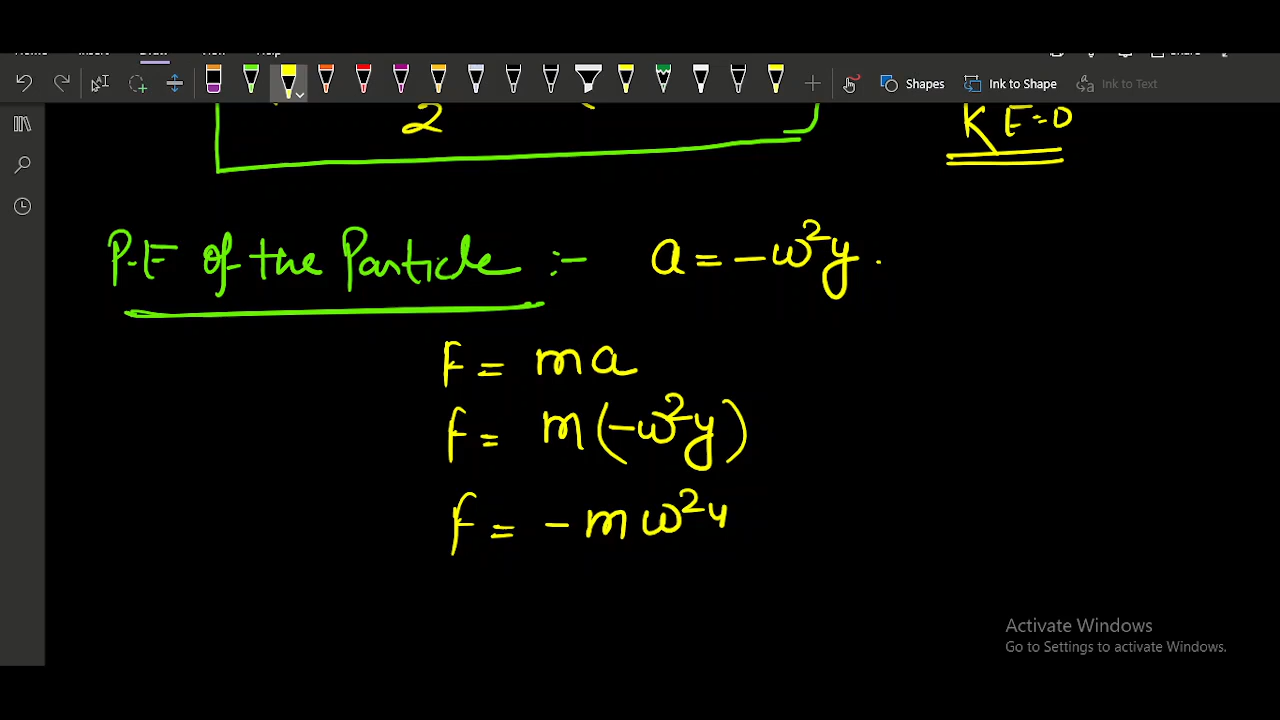 Shapes Ink to Shape Ink to Text
2 K E=0
P.E of the Particle :- a = -ω²y.
F = ma
F = m(-ω²y)
F = -mω²y
Activate Windows
Go to Settings to activate Windows.